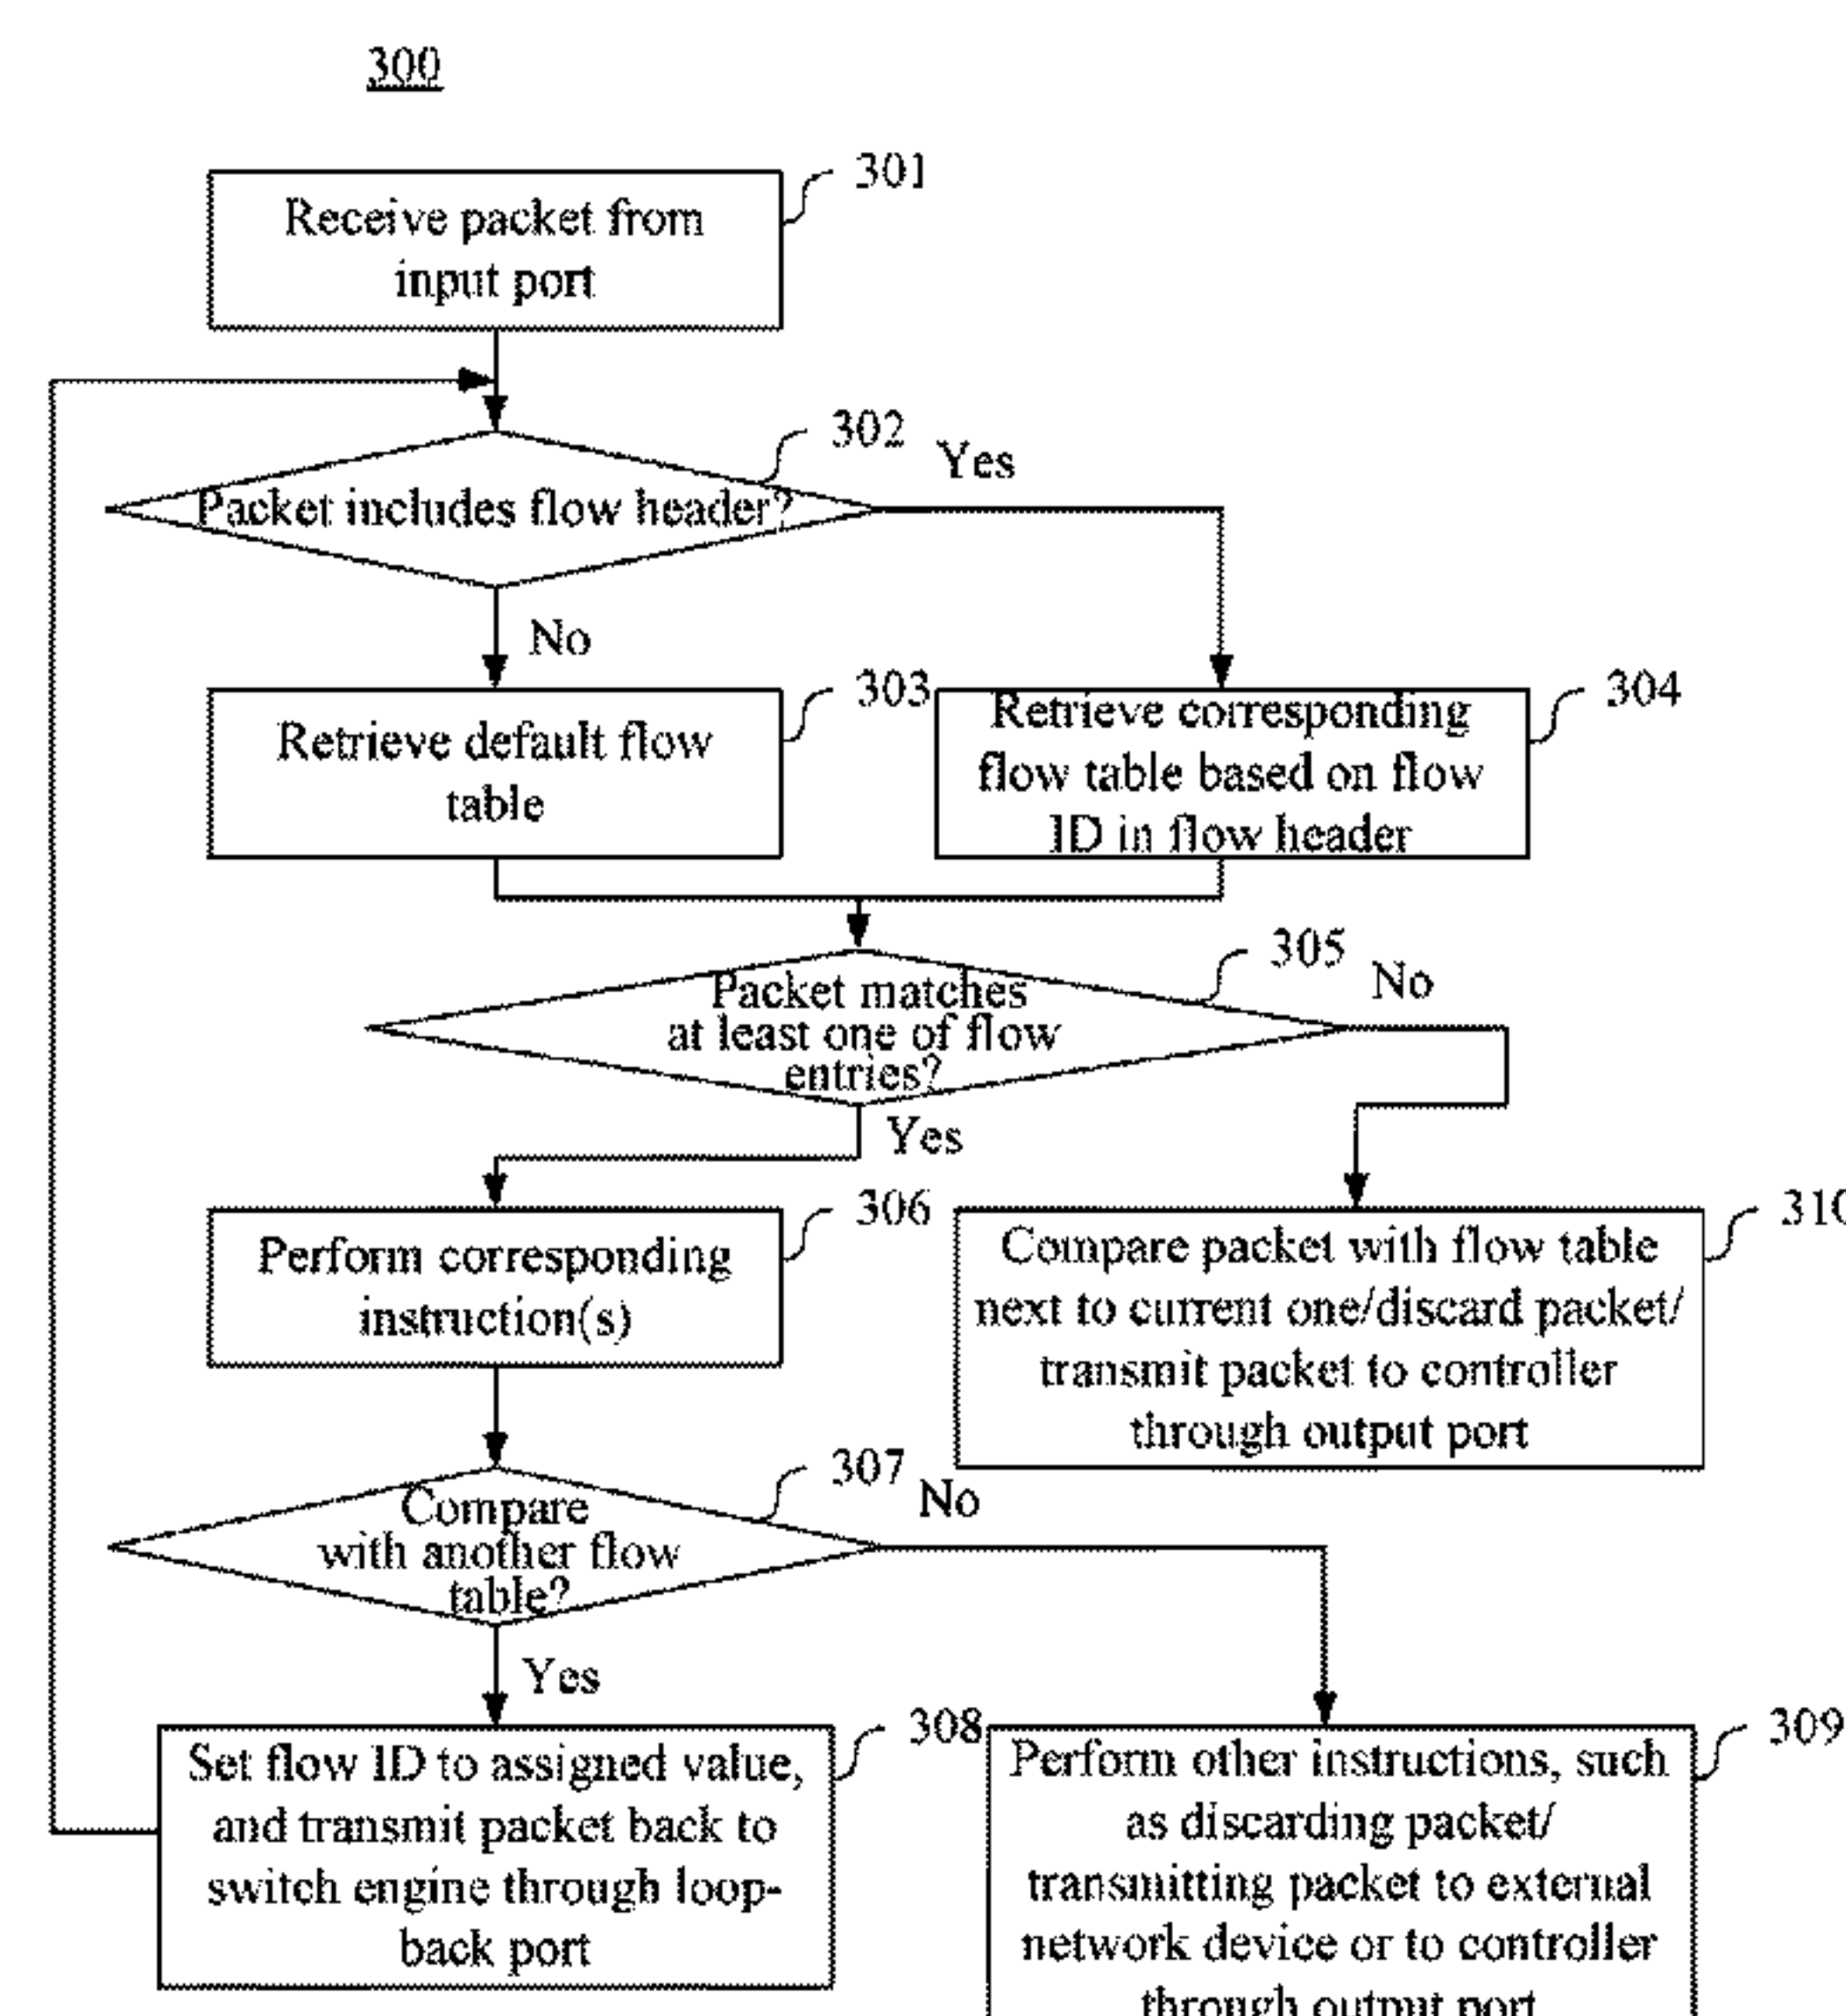 300
301
Receive packet from
input port
302
Yes
Packet includes flow header?
No
303
304
Retrieve default flow
table
Retrieve corresponding
flow table based on flow
ID in flow header
305
No
Packet matches
at least one of flow
entries?
Yes
306
310
Perform corresponding
instruction(s)
Compare packet with flow table
next to current one/discard packet/
transmit packet to controller
through output port
307
No
Compare
with another flow
table?
Yes
308
309
Set flow ID to assigned value,
and transmit packet back to
switch engine through loop-
back port
Perform other instructions, such
as discarding packet/
transmitting packet to external
network device or to controller
through output port